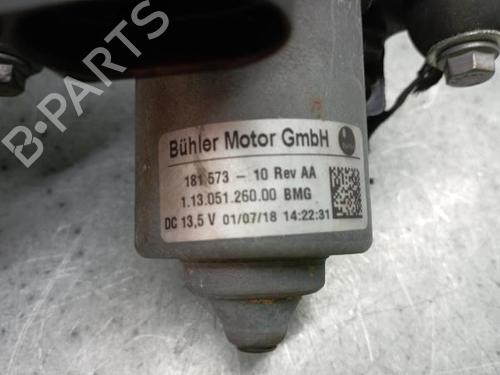 B-PARTS
Bühler Motor GmbH
181 573 - 10 Rev AA
1.13.051.260.00 BMG
DC 13,5 V 01/07/18 14:22:31